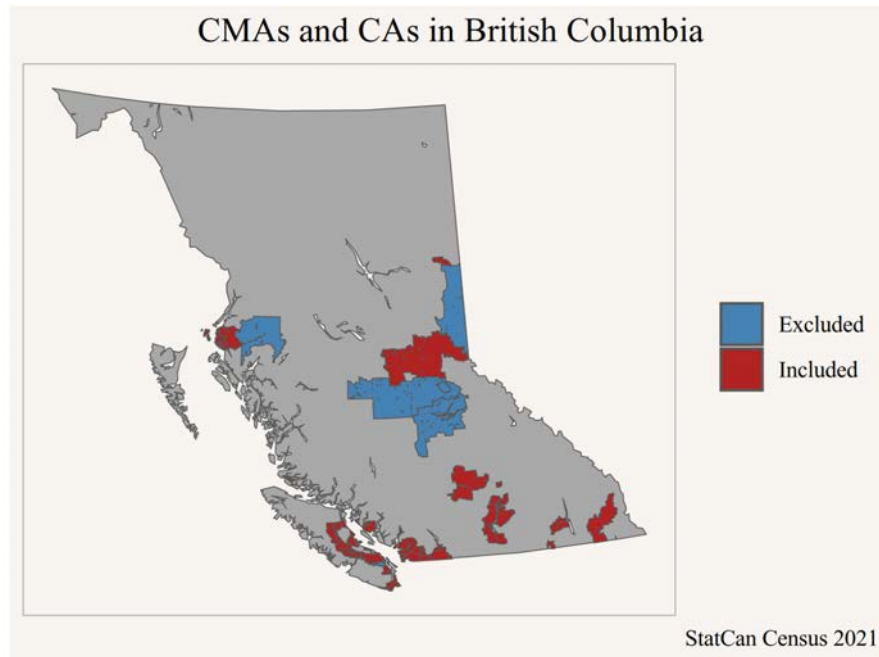 CMAs and CAs in British Columbia
Excluded
Included
StatCan Census 2021